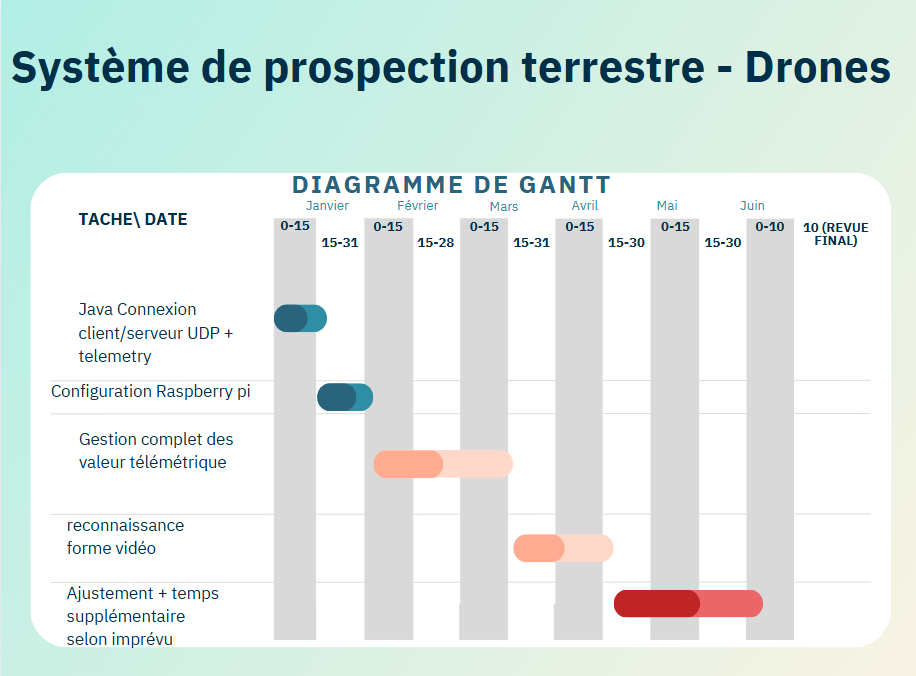 Système de prospection terrestre - Drones
DIAGRAMME DE GANTT
Janvier Février Mars Avril Mai Juin
TACHE\ DATE
0-15 15-31 0-15 15-28 0-15 15-31 0-15 15-30 0-15 15-30 0-10 10 (REVUE
FINAL)
Java Connexion
client/serveur UDP +
telemetry
Configuration Raspberry pi
Gestion complet des
valeur télémétrique
reconnaissance
forme vidéo
Ajustement + temps
supplémentaire
selon imprévu